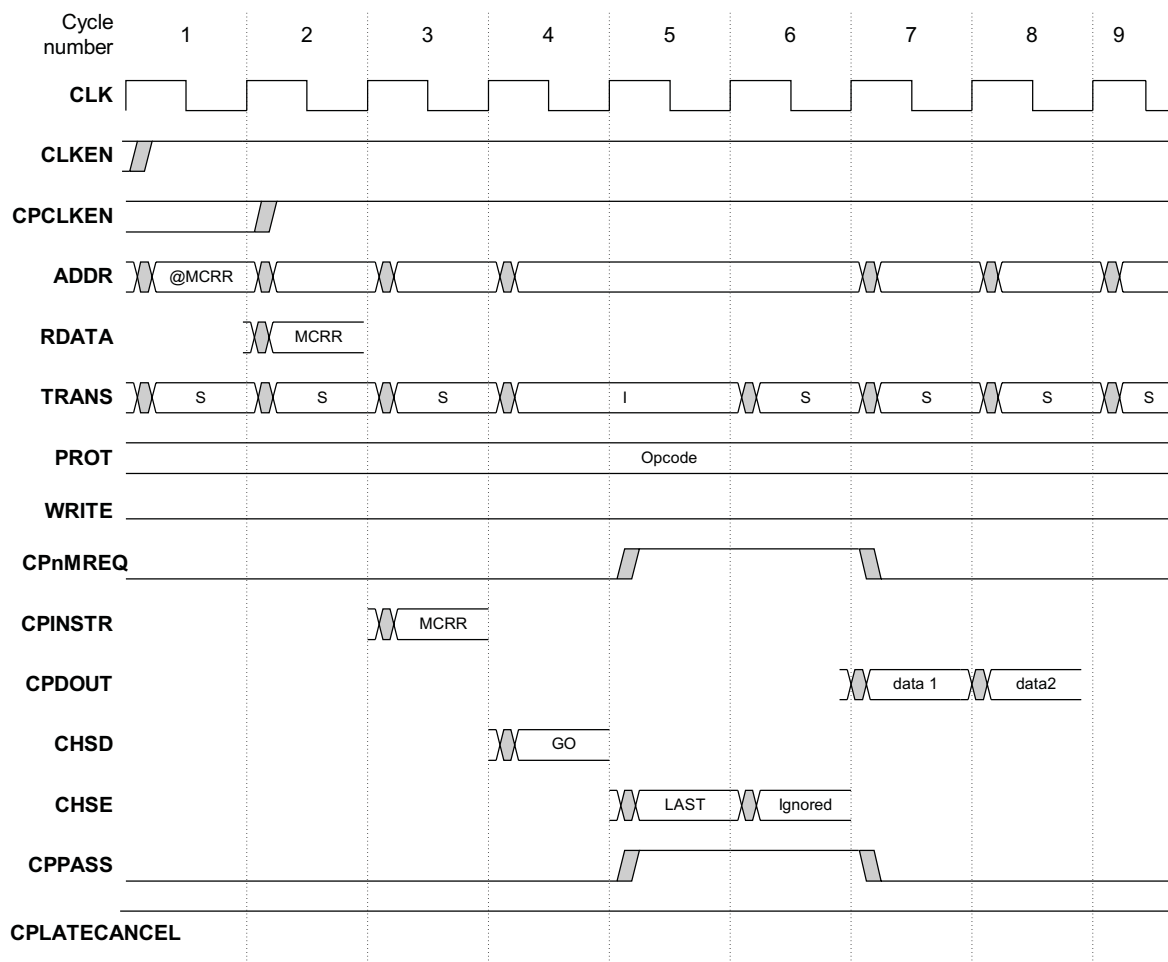 Cycle
number 1 2 3 4 5 6 7 8 9
CLK
CLKEN
CPCLKEN
ADDR @MCRR
RDATA MCRR
TRANS S S S I S S S S
PROT Opcode
WRITE
CPnMREQ
CPINSTR MCRR
CPDOUT data 1 data2
CHSD GO
CHSE LAST Ignored
CPPASS
CPLATECANCEL